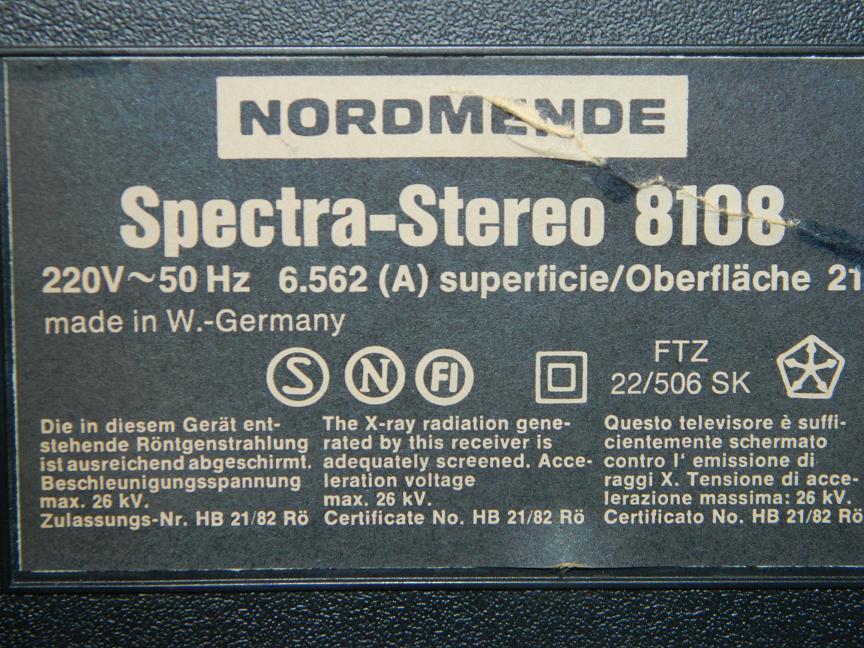 NORDMENDE
Spectra-Stereo 8108
220V~50 Hz 6.562 (A) superficie/Oberfläche 21
made in W.-Germany
S N FI
FTZ
22/506 SK
Die in diesem Gerät ent-
stehende Röntgenstrahlung
ist ausreichend abgeschirmt.
Beschleunigungsspannung
max. 26 kV.
Zulassungs-Nr. HB 21/82 Rö
The X-ray radiation gene-
rated by this receiver is
adequately screened. Acce-
leration voltage
max. 26 kV.
Certificate No. HB 21/82 Rö
Questo televisore è suffi-
cientemente schermato
contro l' emissione di
raggi X. Tensione di acce-
lerazione massima: 26 kV.
Certificato No. HB 21/82 Rö